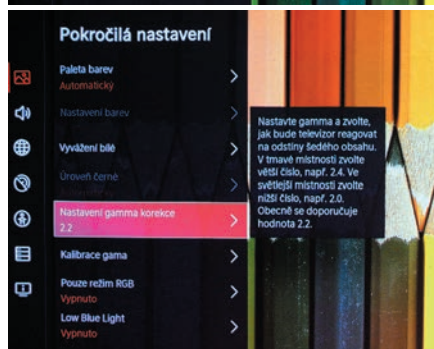 Pokročilá nastavení
Paleta barev
Automatický
Nastavení barev
Vyvážení bílé
Úroveň černé
Nastavení gamma korekce
2.2
Kalibrace gama
Pouze režim RGB
Vypnuto
Low Blue Light
Vypnuto
Nastavte gamma a zvolte,
jak bude televizor reagovat
na odstíny šedého obsahu.
V tmavé místnosti zvolte
větší číslo, např. 2.4. Ve
světlejší místnosti zvolte
nižší číslo, např. 2.0.
Obecně se doporučuje
hodnota 2.2.